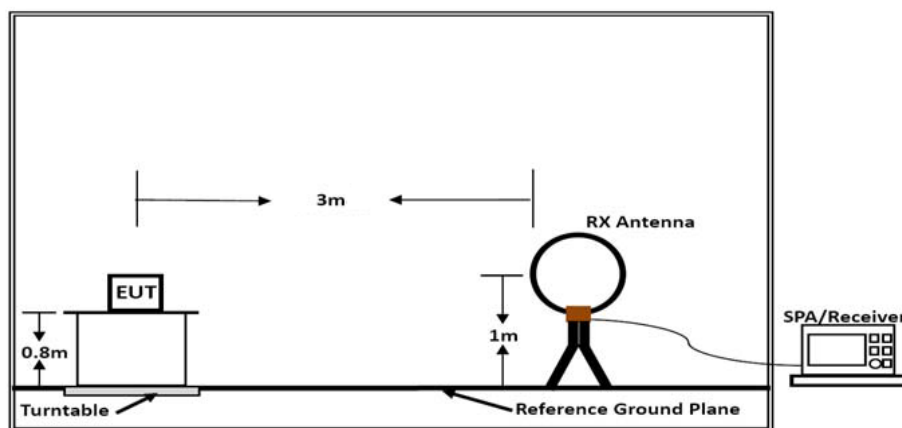 3m
RX Antenna
EUT
SPA/Receiver
0.8m
1m
Turntable
Reference Ground Plane